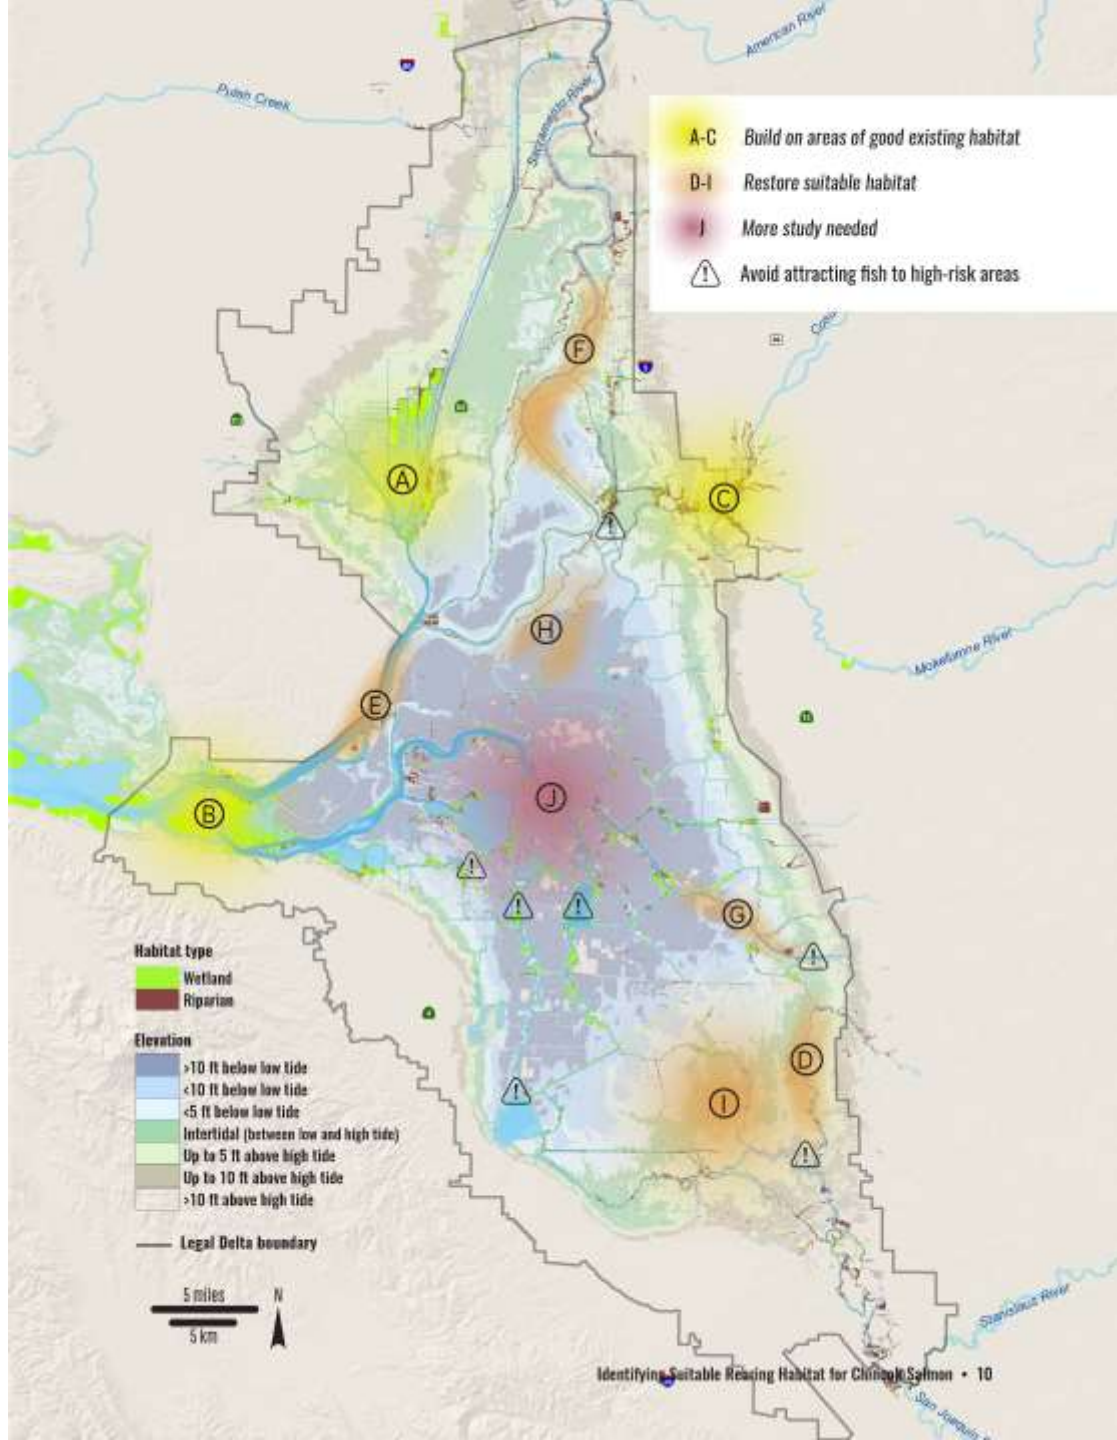 American River
Putah Creek
Sacramento River
A-C Build on areas of good existing habitat
D-I Restore suitable habitat
J More study needed
Avoid attracting fish to high-risk areas
F
A
C
H
Mokelumne River
E
J
B
G
D
I
Habitat type
Wetland
Riparian
Elevation
>10 ft below low tide
<10 ft below low tide
<5 ft below low tide
Intertidal (between low and high tide)
Up to 5 ft above high tide
Up to 10 ft above high tide
>10 ft above high tide
Legal Delta boundary
5 miles N
5 km
Stanislaus River
Identifying Suitable Rearing Habitat for Chinook Salmon • 10
San Joaquin